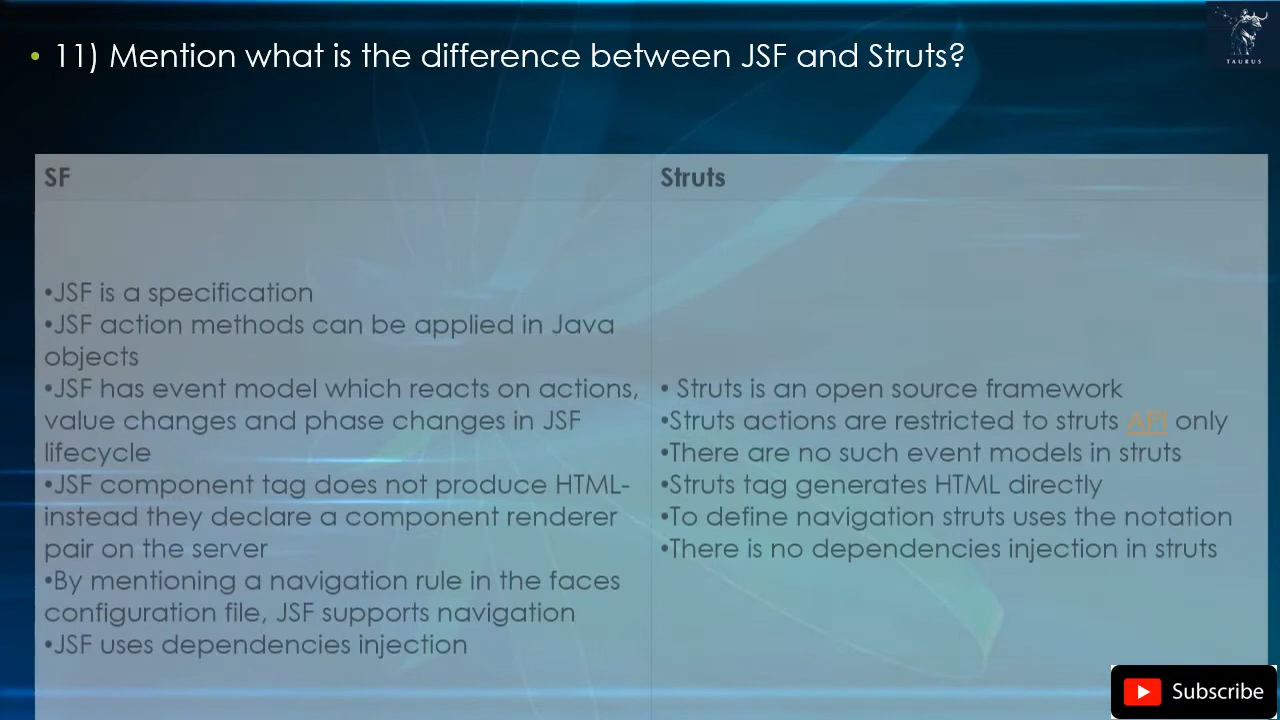 • 11) Mention what is the difference between JSF and Struts?
TAURUS
SF
•JSF is a specification
•JSF action methods can be applied in Java
objects
•JSF has event model which reacts on actions,
value changes and phase changes in JSF
lifecycle
•JSF component tag does not produce HTML-
instead they declare a component renderer
pair on the server
•By mentioning a navigation rule in the faces
configuration file, JSF supports navigation
•JSF uses dependencies injection
Struts
• Struts is an open source framework
•Struts actions are restricted to struts API only
•There are no such event models in struts
•Struts tag generates HTML directly
•To define navigation struts uses the notation
•There is no dependencies injection in struts
Subscribe